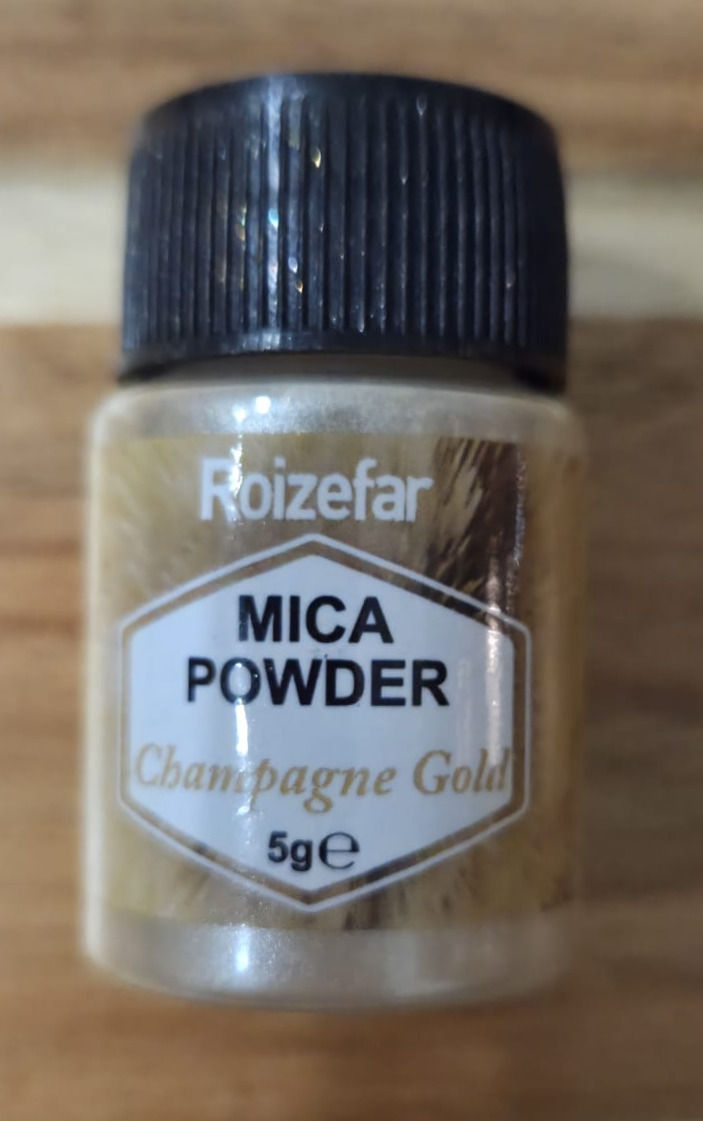 Roizefar
MICA
POWDER
Champagne Gold
5g ℮